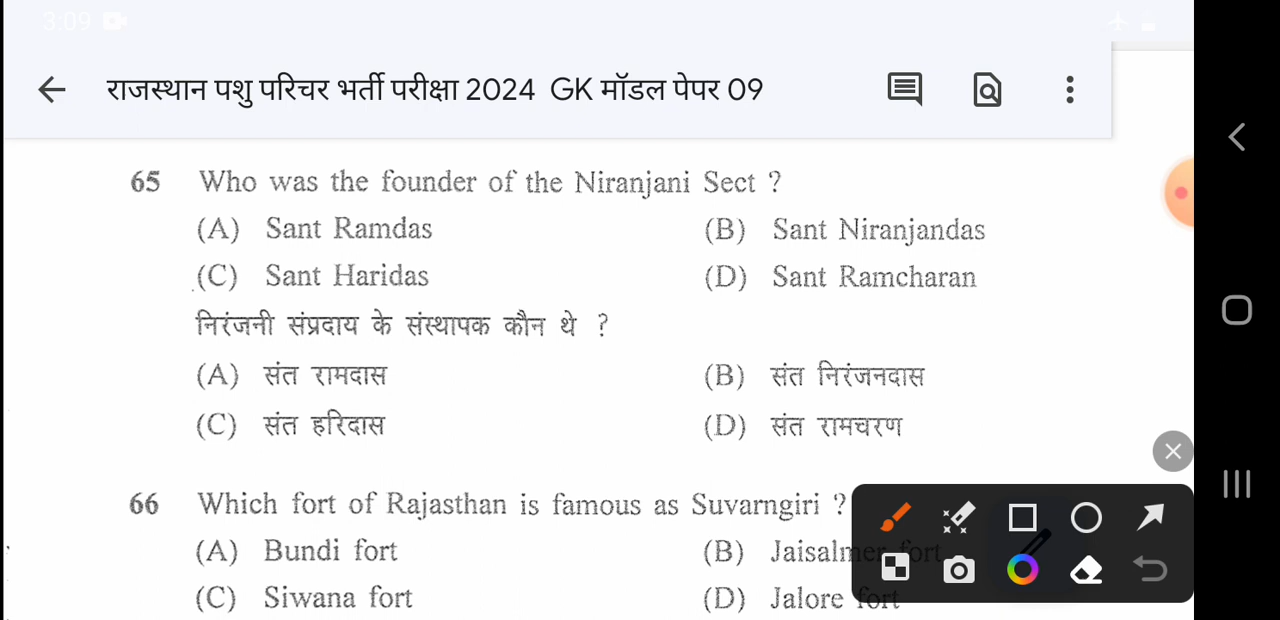 3:09
राजस्थान पशु परिचर भर्ती परीक्षा 2024 GK मॉडल पेपर 09
65 Who was the founder of the Niranjani Sect ?
(A) Sant Ramdas (B) Sant Niranjandas
(C) Sant Haridas (D) Sant Ramcharan
निरंजनी संप्रदाय के संस्थापक कौन थे ?
(A) संत रामदास (B) संत निरंजनदास
(C) संत हरिदास (D) संत रामचरण
66 Which fort of Rajasthan is famous as Suvarngiri ?
(A) Bundi fort (B) Jaisalmer fort
(C) Siwana fort (D) Jalore fort